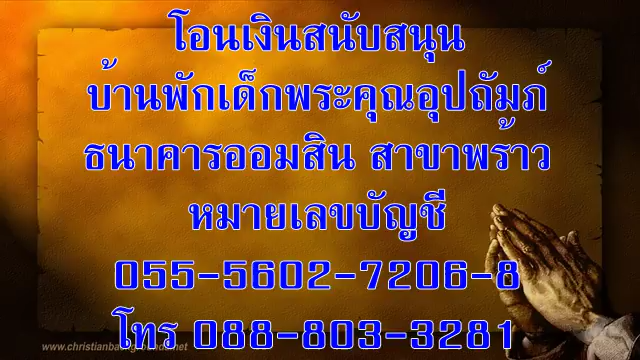 โอนเงินสนับสนุน
บ้านพักเด็กพระคุณอุปถัมภ์
ธนาคารออมสิน สาขาพร้าว
หมายเลขบัญชี
055-5602-7206-8
โทร 088-803-3281